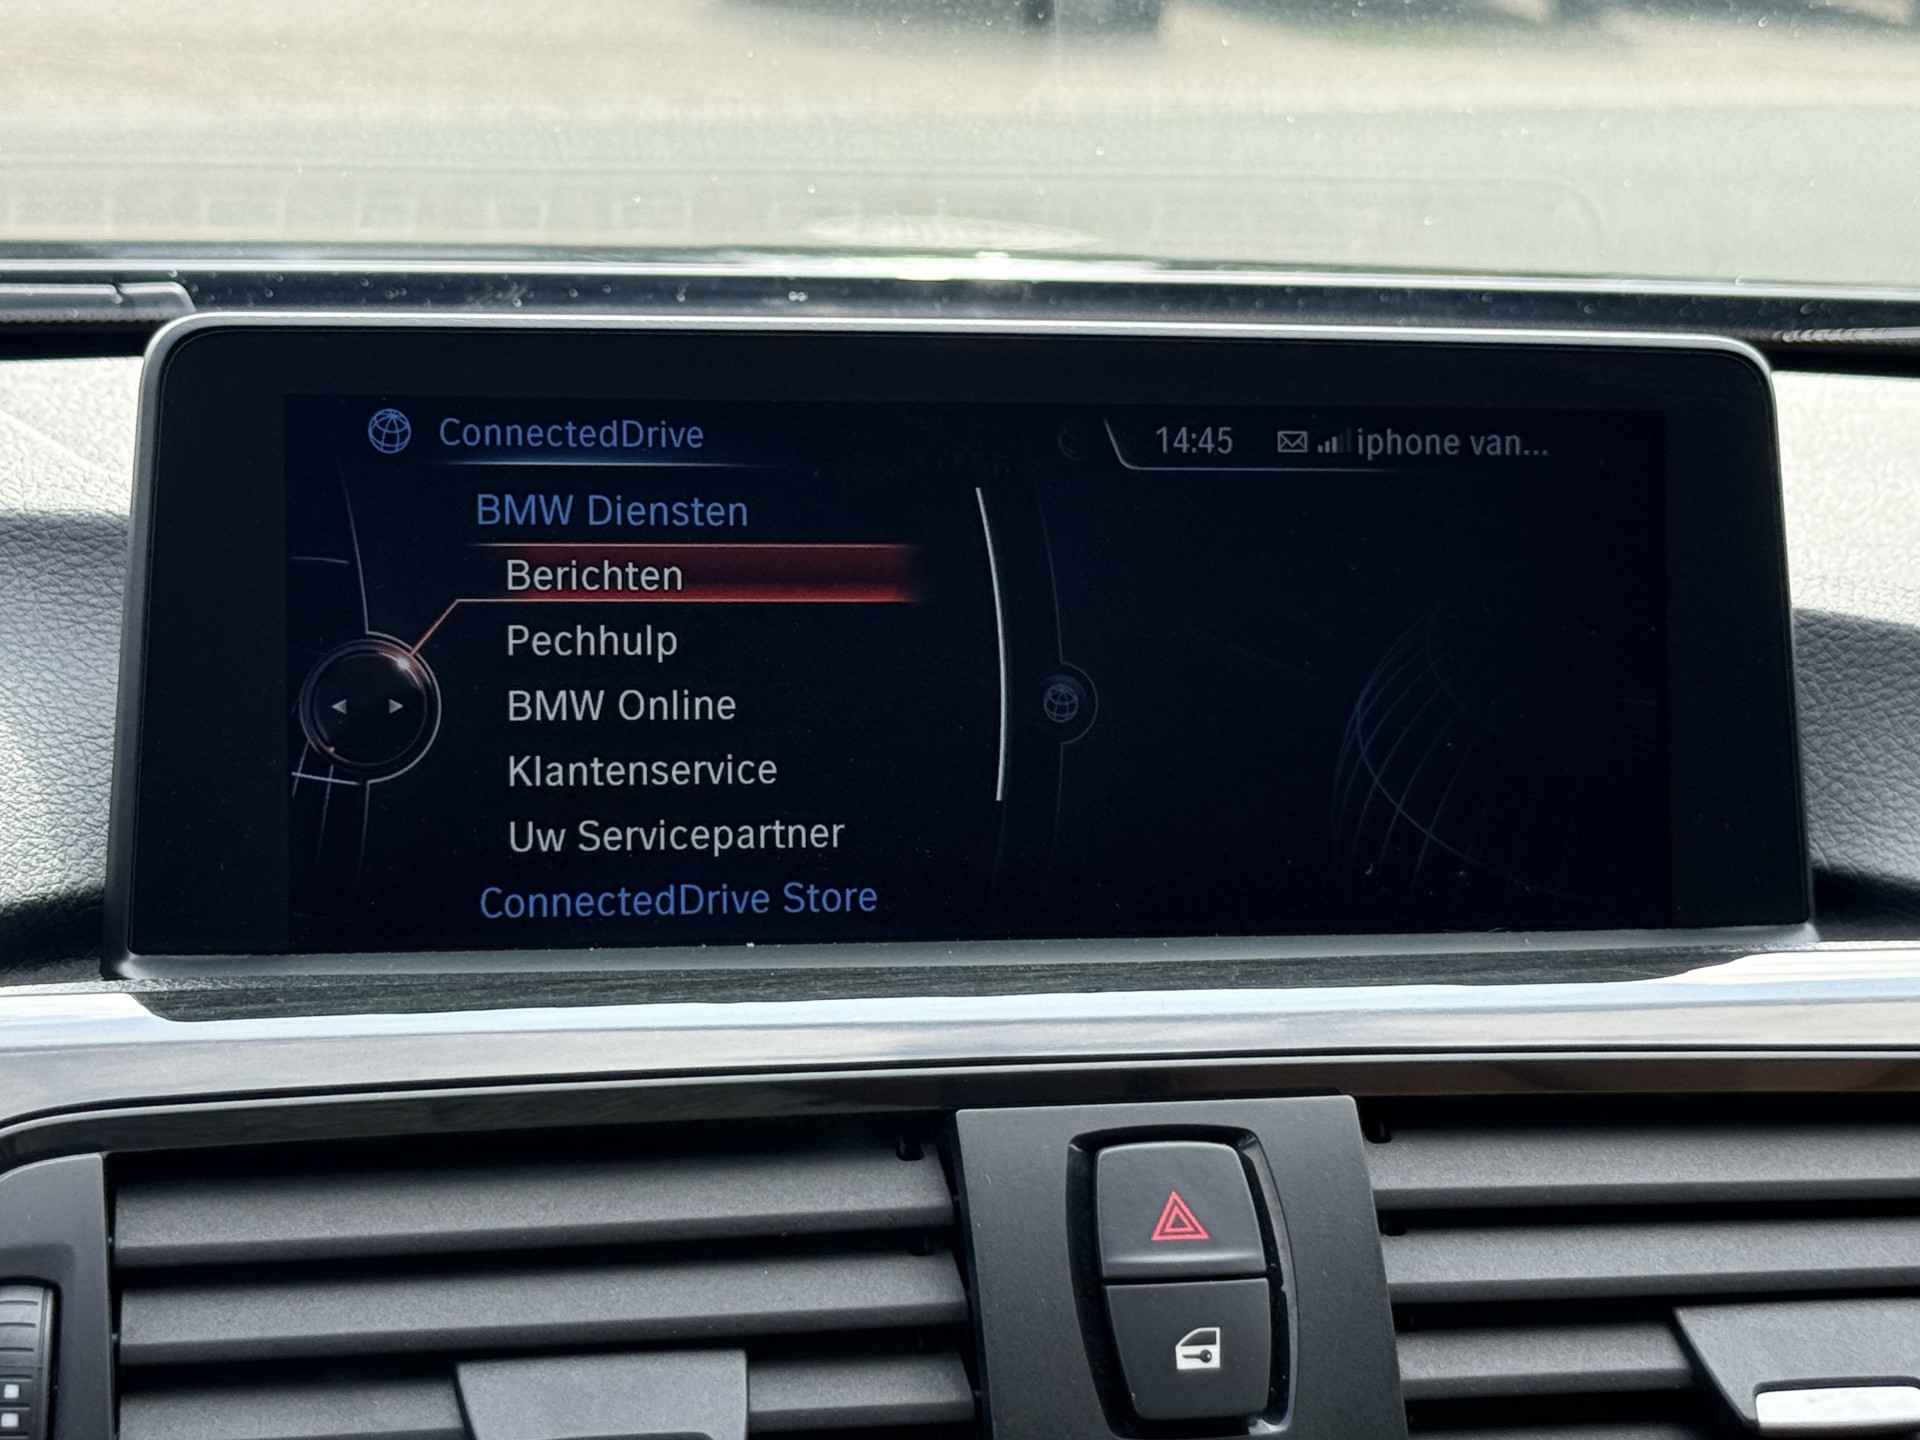 ConnectedDrive
14:45 iphone van...
BMW Diensten
Berichten
Pechhulp
BMW Online
Klantenservice
Uw Servicepartner
ConnectedDrive Store